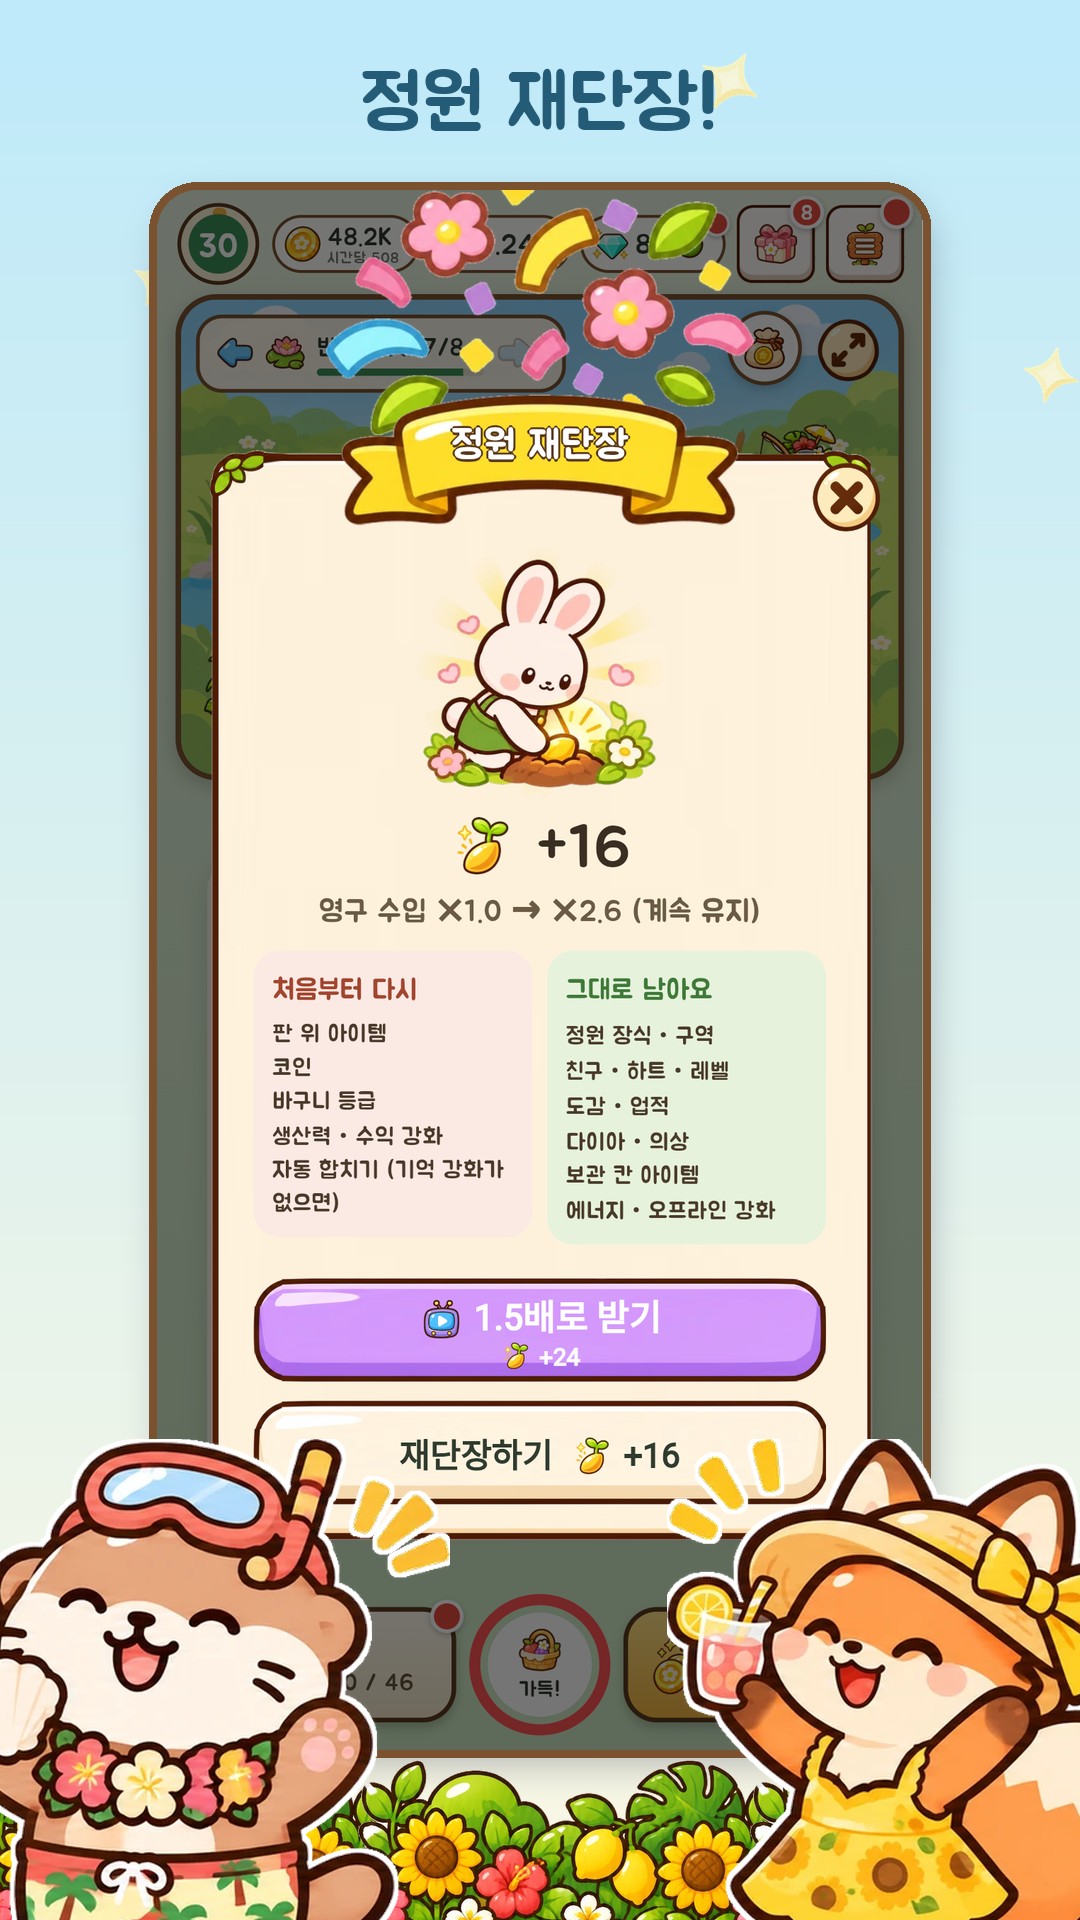 정원 재단장!
30
48.2K
시간당 508
.24
8
8
7/8
정원 재단장
+16
영구 수입 ×1.0 → ×2.6 (계속 유지)
처음부터 다시
판 위 아이템
코인
바구니 등급
생산력 • 수익 강화
자동 합치기 (기억 강화가
없으면)
그대로 남아요
정원 장식 • 구역
친구 • 하트 • 레벨
도감 • 업적
다이아 • 의상
보관 칸 아이템
에너지 • 오프라인 강화
1.5배로 받기
+24
재단장하기 +16
0 / 46
가득!